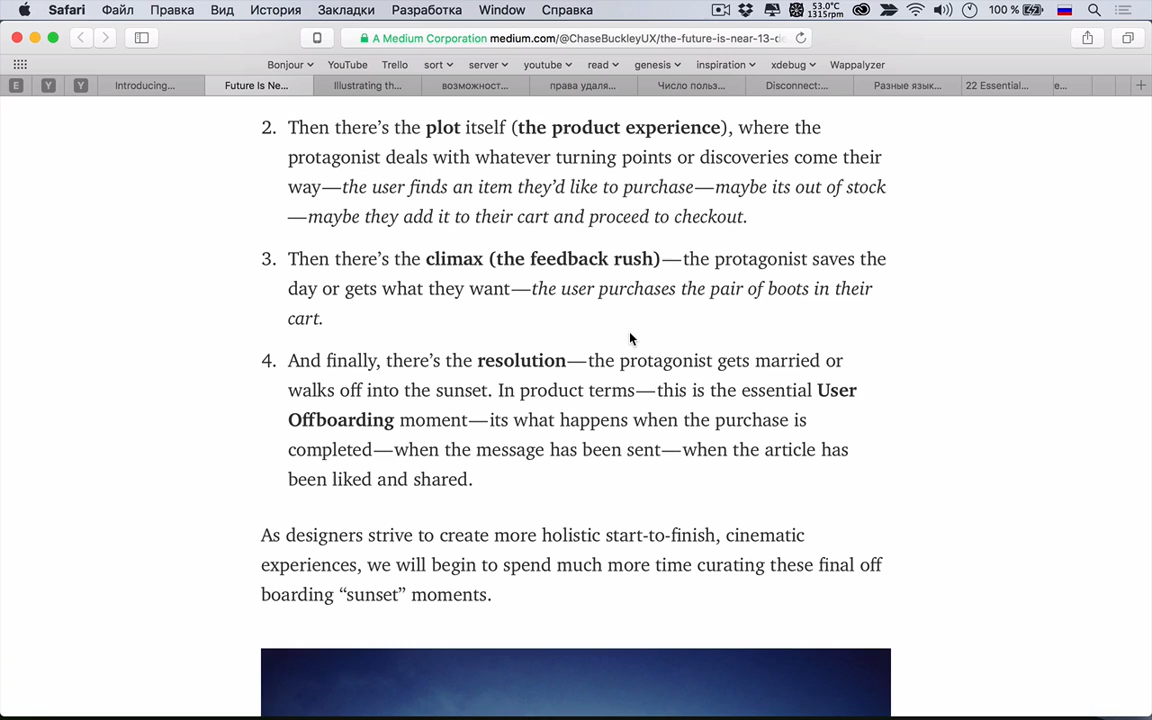 Safari Файл Правка Вид История Закладки Разработка Window Справка 53.0°C 1315rpm 100 %
A Medium Corporation medium.com/@ChaseBuckleyUX/the-future-is-near-13-d
Bonjour YouTube Trello sort server youtube read genesis inspiration xdebug Wappalyzer
E Y Y Introducing... Future Is Ne... Illustrating th... возможност... права удаля... Число польз... Disconnect:... Разные язык... 22 Essential... e...
2. Then there's the plot itself (the product experience), where the
protagonist deals with whatever turning points or discoveries come their
way—the user finds an item they'd like to purchase—maybe its out of stock
—maybe they add it to their cart and proceed to checkout.
3. Then there's the climax (the feedback rush)—the protagonist saves the
day or gets what they want—the user purchases the pair of boots in their
cart.
4. And finally, there's the resolution—the protagonist gets married or
walks off into the sunset. In product terms—this is the essential User
Offboarding moment—its what happens when the purchase is
completed—when the message has been sent—when the article has
been liked and shared.
As designers strive to create more holistic start-to-finish, cinematic
experiences, we will begin to spend much more time curating these final off
boarding “sunset” moments.